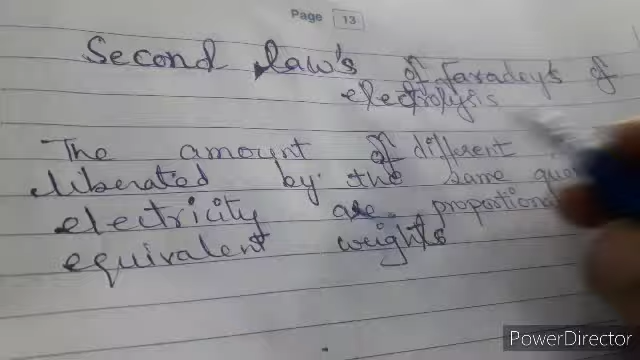 Page 13
Second Law's of faradey's of
electrolysis
The amount of different
liberated by the same
electricity are proportional
equivalent weights
PowerDirector